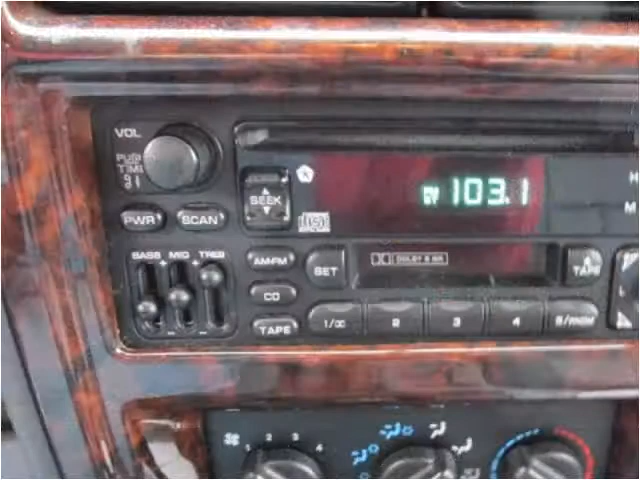 VOL
PUSH
TIME
PWR
SCAN
SEEK
103.1
H
M
BASS MID TREB
AM•FM
SET
DOLBY B NR
TAPE
CD
TAPE
1
2
3
4
1 2 3 4